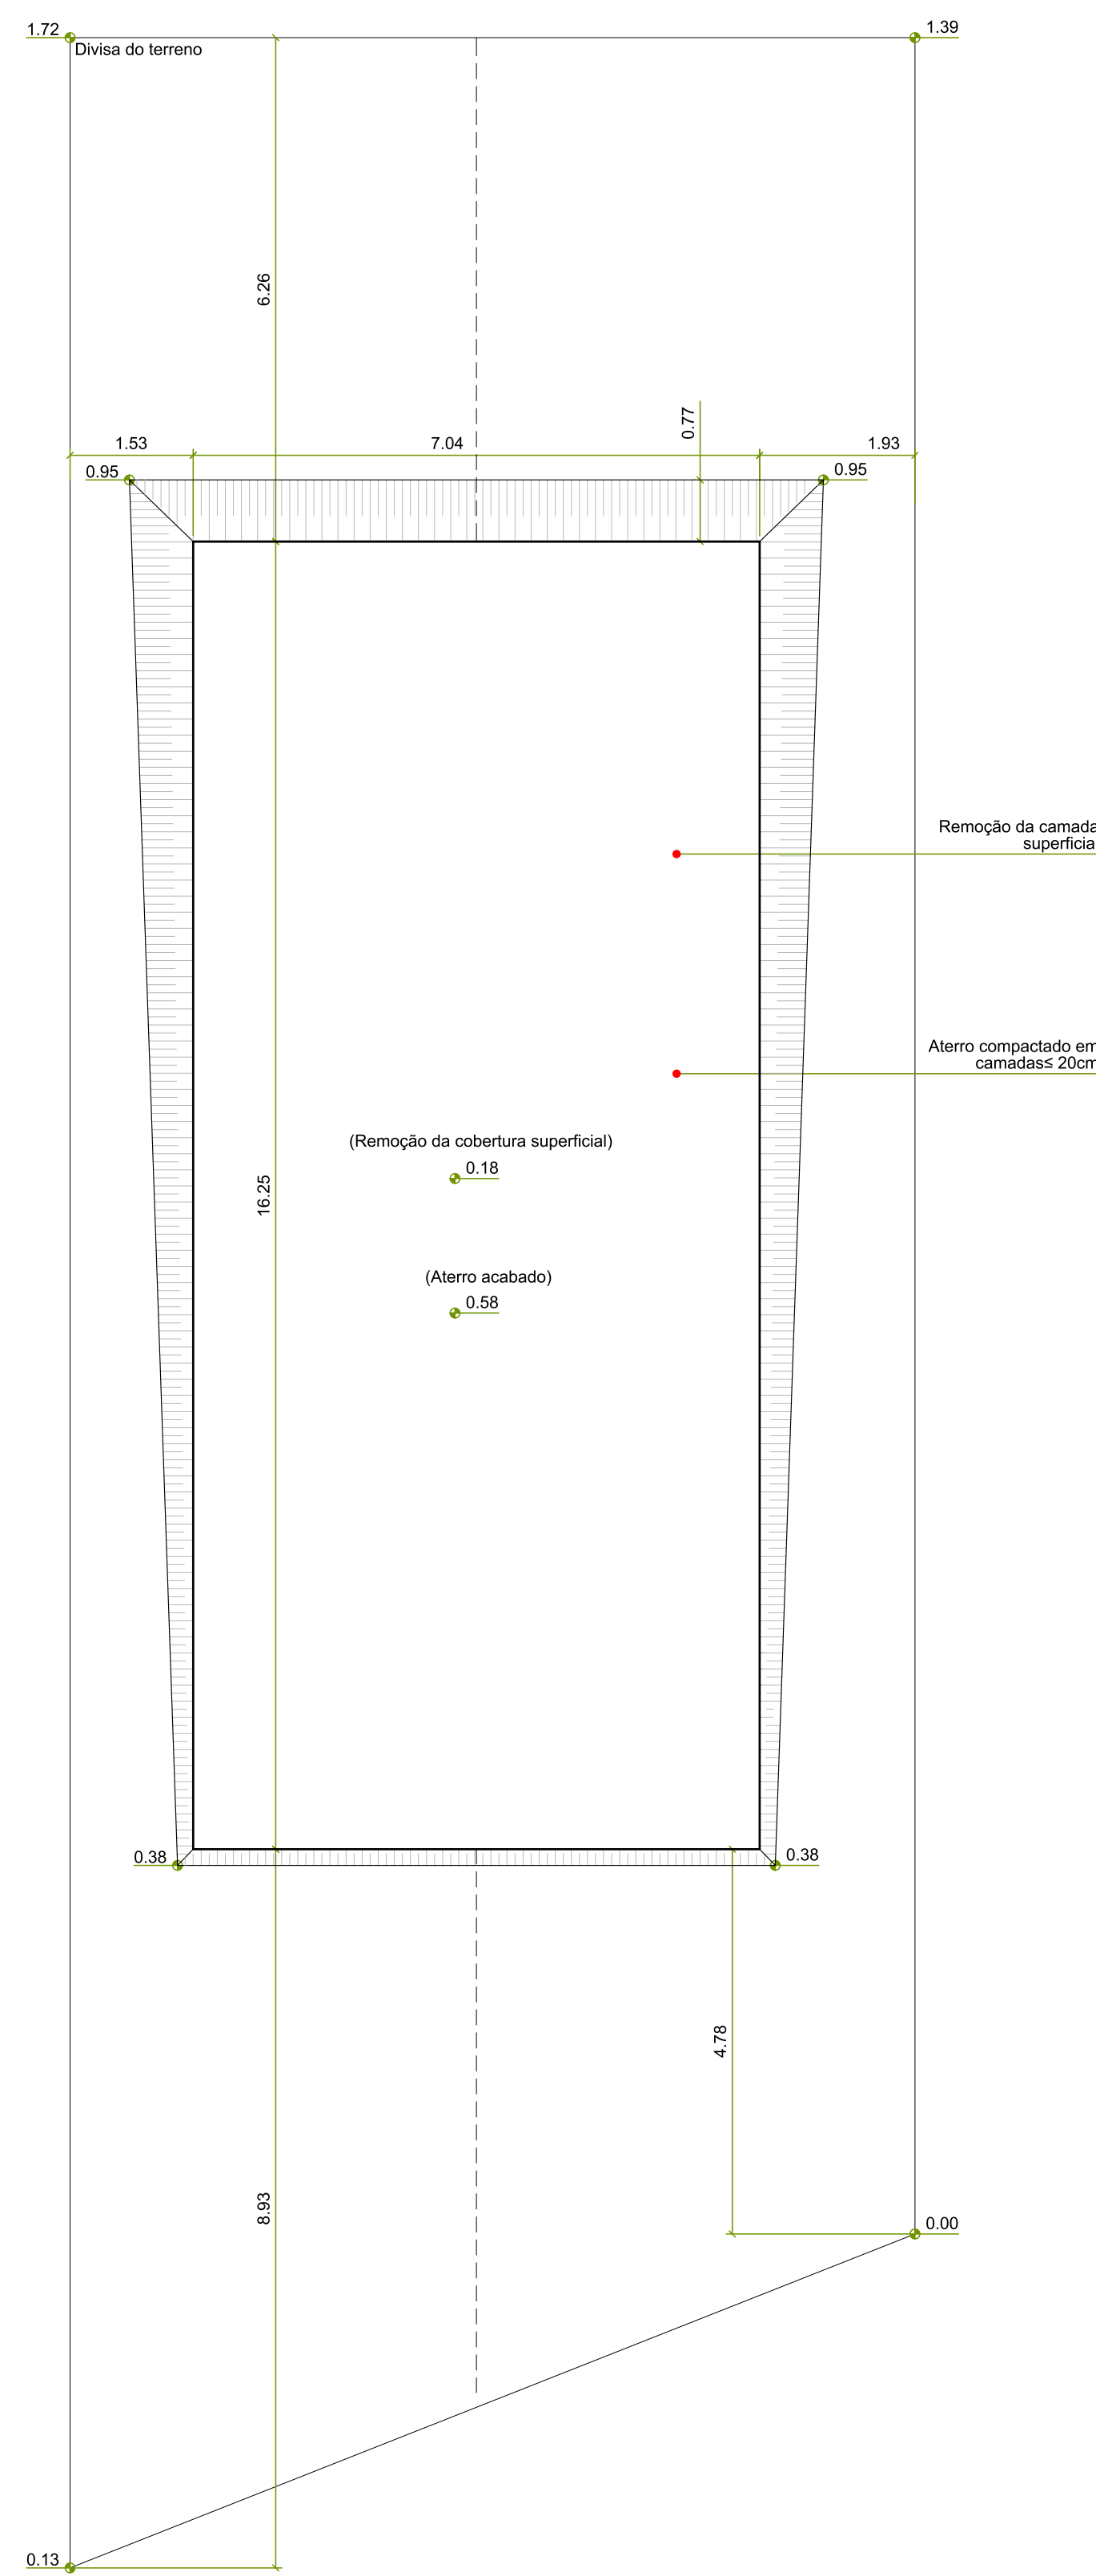 1.72
1.39
Divisa do terreno
6.26
0.77
1.53
7.04
1.93
0.95
0.95
Remoção da camada
superficial
Aterro compactado em
camadas≤ 20cm
(Remoção da cobertura superficial)
0.18
16.25
(Aterro acabado)
0.58
0.38
0.38
4.78
8.93
0.00
0.13